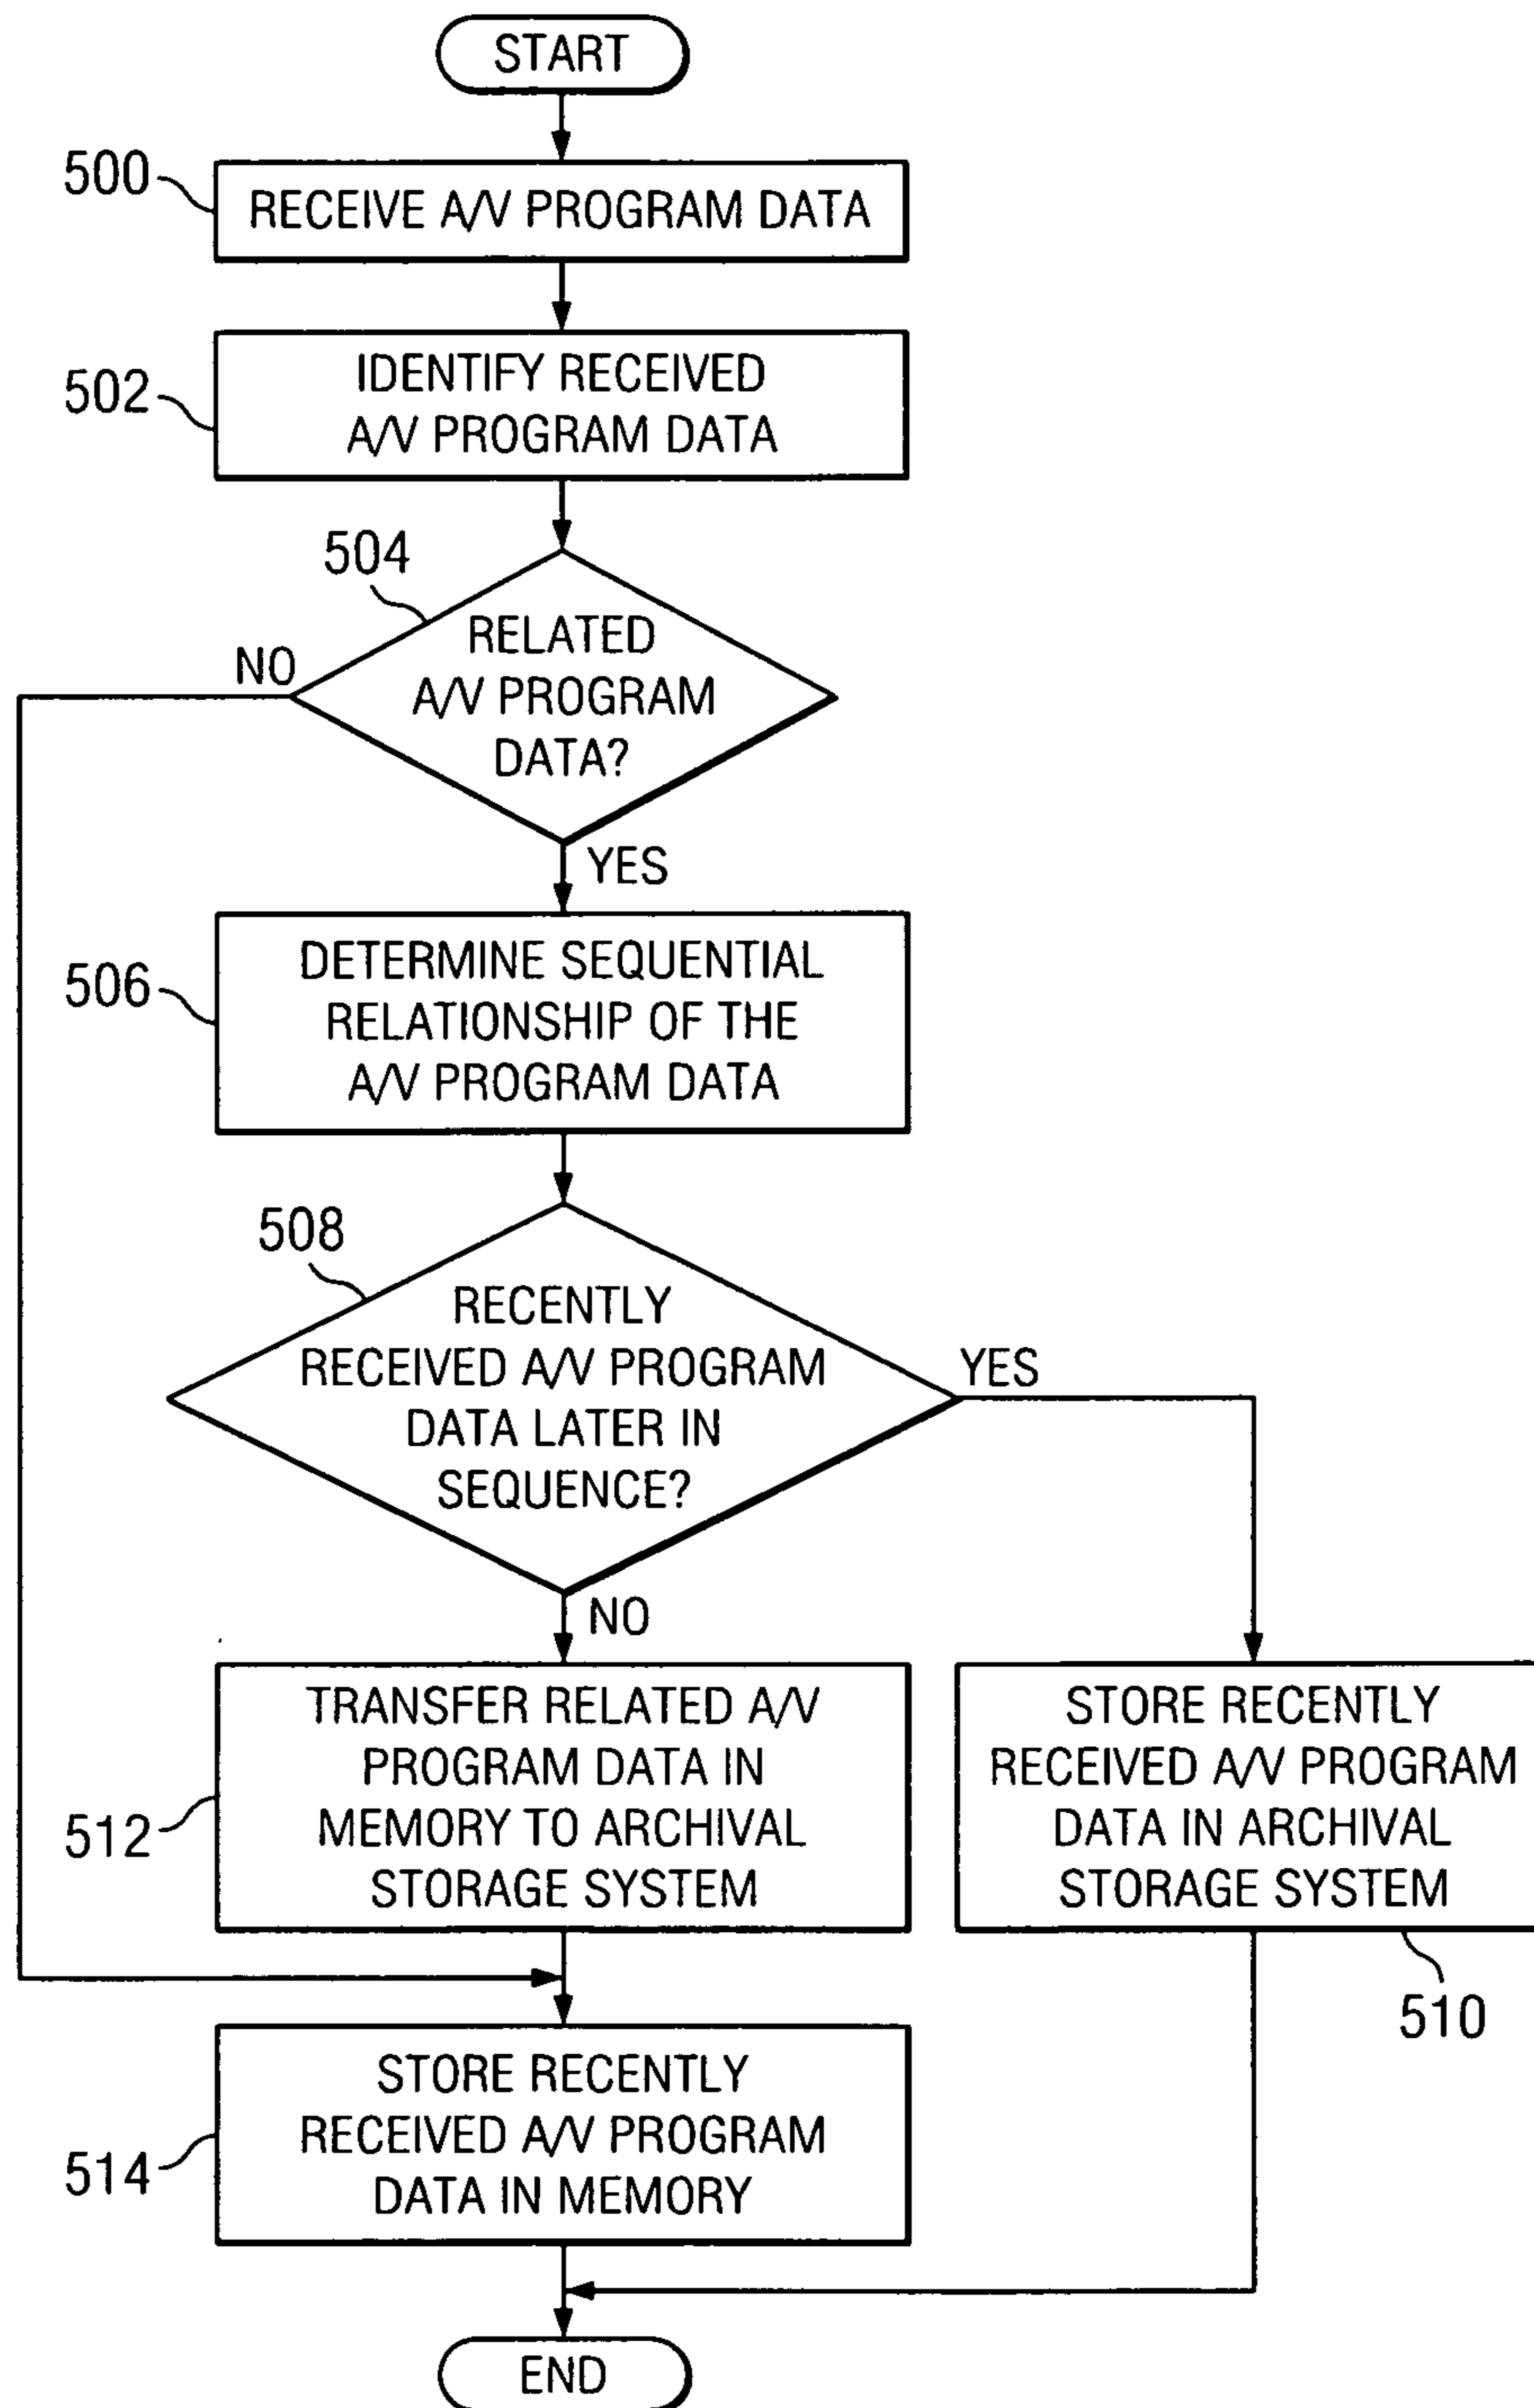 START
500
RECEIVE A/V PROGRAM DATA
502
IDENTIFY RECEIVED
A/V PROGRAM DATA
504
NO
RELATED
A/V PROGRAM
DATA?
YES
506
DETERMINE SEQUENTIAL
RELATIONSHIP OF THE
A/V PROGRAM DATA
508
RECENTLY
RECEIVED A/V PROGRAM
DATA LATER IN
SEQUENCE?
YES
NO
512
TRANSFER RELATED A/V
PROGRAM DATA IN
MEMORY TO ARCHIVAL
STORAGE SYSTEM
STORE RECENTLY
RECEIVED A/V PROGRAM
DATA IN ARCHIVAL
STORAGE SYSTEM
510
514
STORE RECENTLY
RECEIVED A/V PROGRAM
DATA IN MEMORY
END